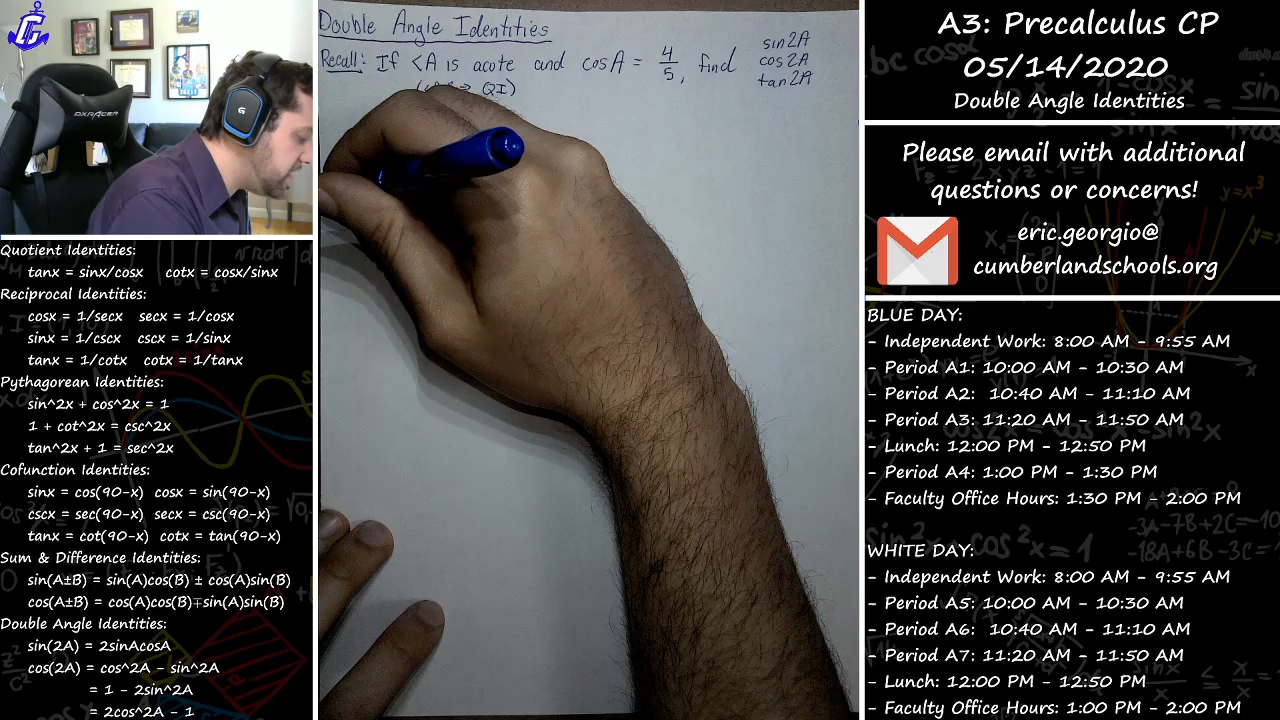 Double Angle Identities
Recall: If <A is acute and cosA = 4/5, find sin2A
cos2A
tan2A
QI)
DXRACER
G
Quotient Identities:
tanx = sinx/cosx cotx = cosx/sinx
Reciprocal Identities:
cosx = 1/secx secx = 1/cosx
sinx = 1/cscx cscx = 1/sinx
tanx = 1/cotx cotx = 1/tanx
Pythagorean Identities:
sin^2x + cos^2x = 1
1 + cot^2x = csc^2x
tan^2x + 1 = sec^2x
Cofunction Identities:
sinx = cos(90-x) cosx = sin(90-x)
cscx = sec(90-x) secx = csc(90-x)
tanx = cot(90-x) cotx = tan(90-x)
Sum & Difference Identities:
sin(A±B) = sin(A)cos(B) ± cos(A)sin(B)
cos(A±B) = cos(A)cos(B)∓sin(A)sin(B)
Double Angle Identities:
sin(2A) = 2sinAcosA
cos(2A) = cos^2A - sin^2A
= 1 - 2sin^2A
= 2cos^2A - 1
A3: Precalculus CP
05/14/2020
Double Angle Identities
Please email with additional
questions or concerns!
eric.georgio@
cumberlandschools.org
BLUE DAY:
- Independent Work: 8:00 AM - 9:55 AM
- Period A1: 10:00 AM - 10:30 AM
- Period A2: 10:40 AM - 11:10 AM
- Period A3: 11:20 AM - 11:50 AM
- Lunch: 12:00 PM - 12:50 PM
- Period A4: 1:00 PM - 1:30 PM
- Faculty Office Hours: 1:30 PM - 2:00 PM
WHITE DAY:
- Independent Work: 8:00 AM - 9:55 AM
- Period A5: 10:00 AM - 10:30 AM
- Period A6: 10:40 AM - 11:10 AM
- Period A7: 11:20 AM - 11:50 AM
- Lunch: 12:00 PM - 12:50 PM
- Faculty Office Hours: 1:00 PM - 2:00 PM